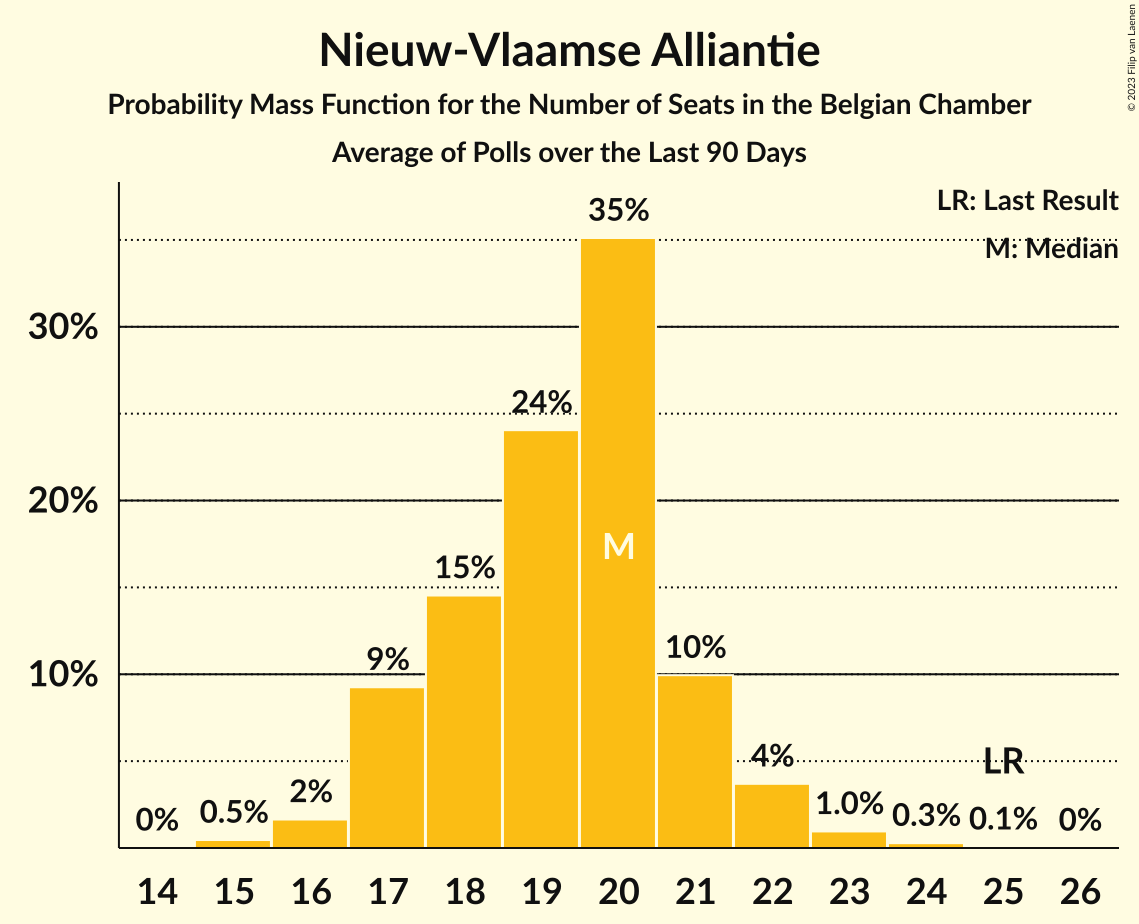 Nieuw-Vlaamse Alliantie
Probability Mass Function for the Number of Seats in the Belgian Chamber
Average of Polls over the Last 90 Days
© 2023 Filip van Laenen
LR: Last Result
M: Median
35%
30%
24%
20%
M
15%
10%
9%
10%
LR
4%
2%
1.0%
0.5%
0.3%
0.1%
0%
0%
14 15 16 17 18 19 20 21 22 23 24 25 26